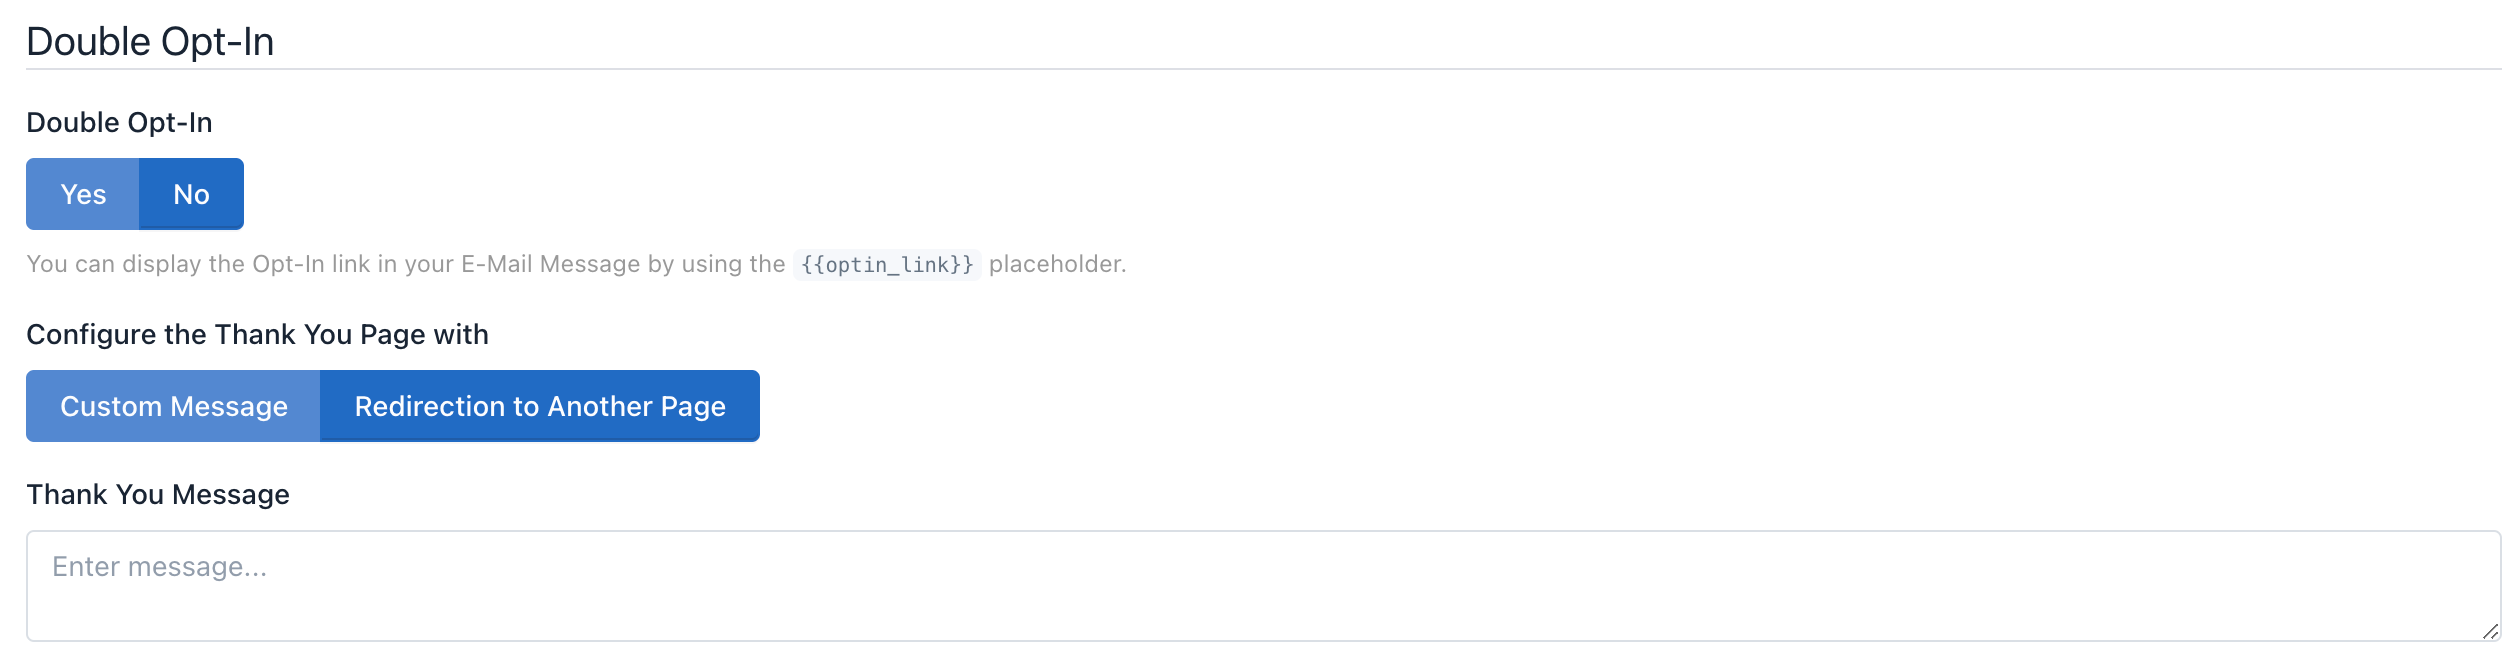 Double Opt-In
Double Opt-In
Yes No
You can display the Opt-In link in your E-Mail Message by using the {{optin_link}} placeholder.
Configure the Thank You Page with
Custom Message Redirection to Another Page
Thank You Message
Enter message...